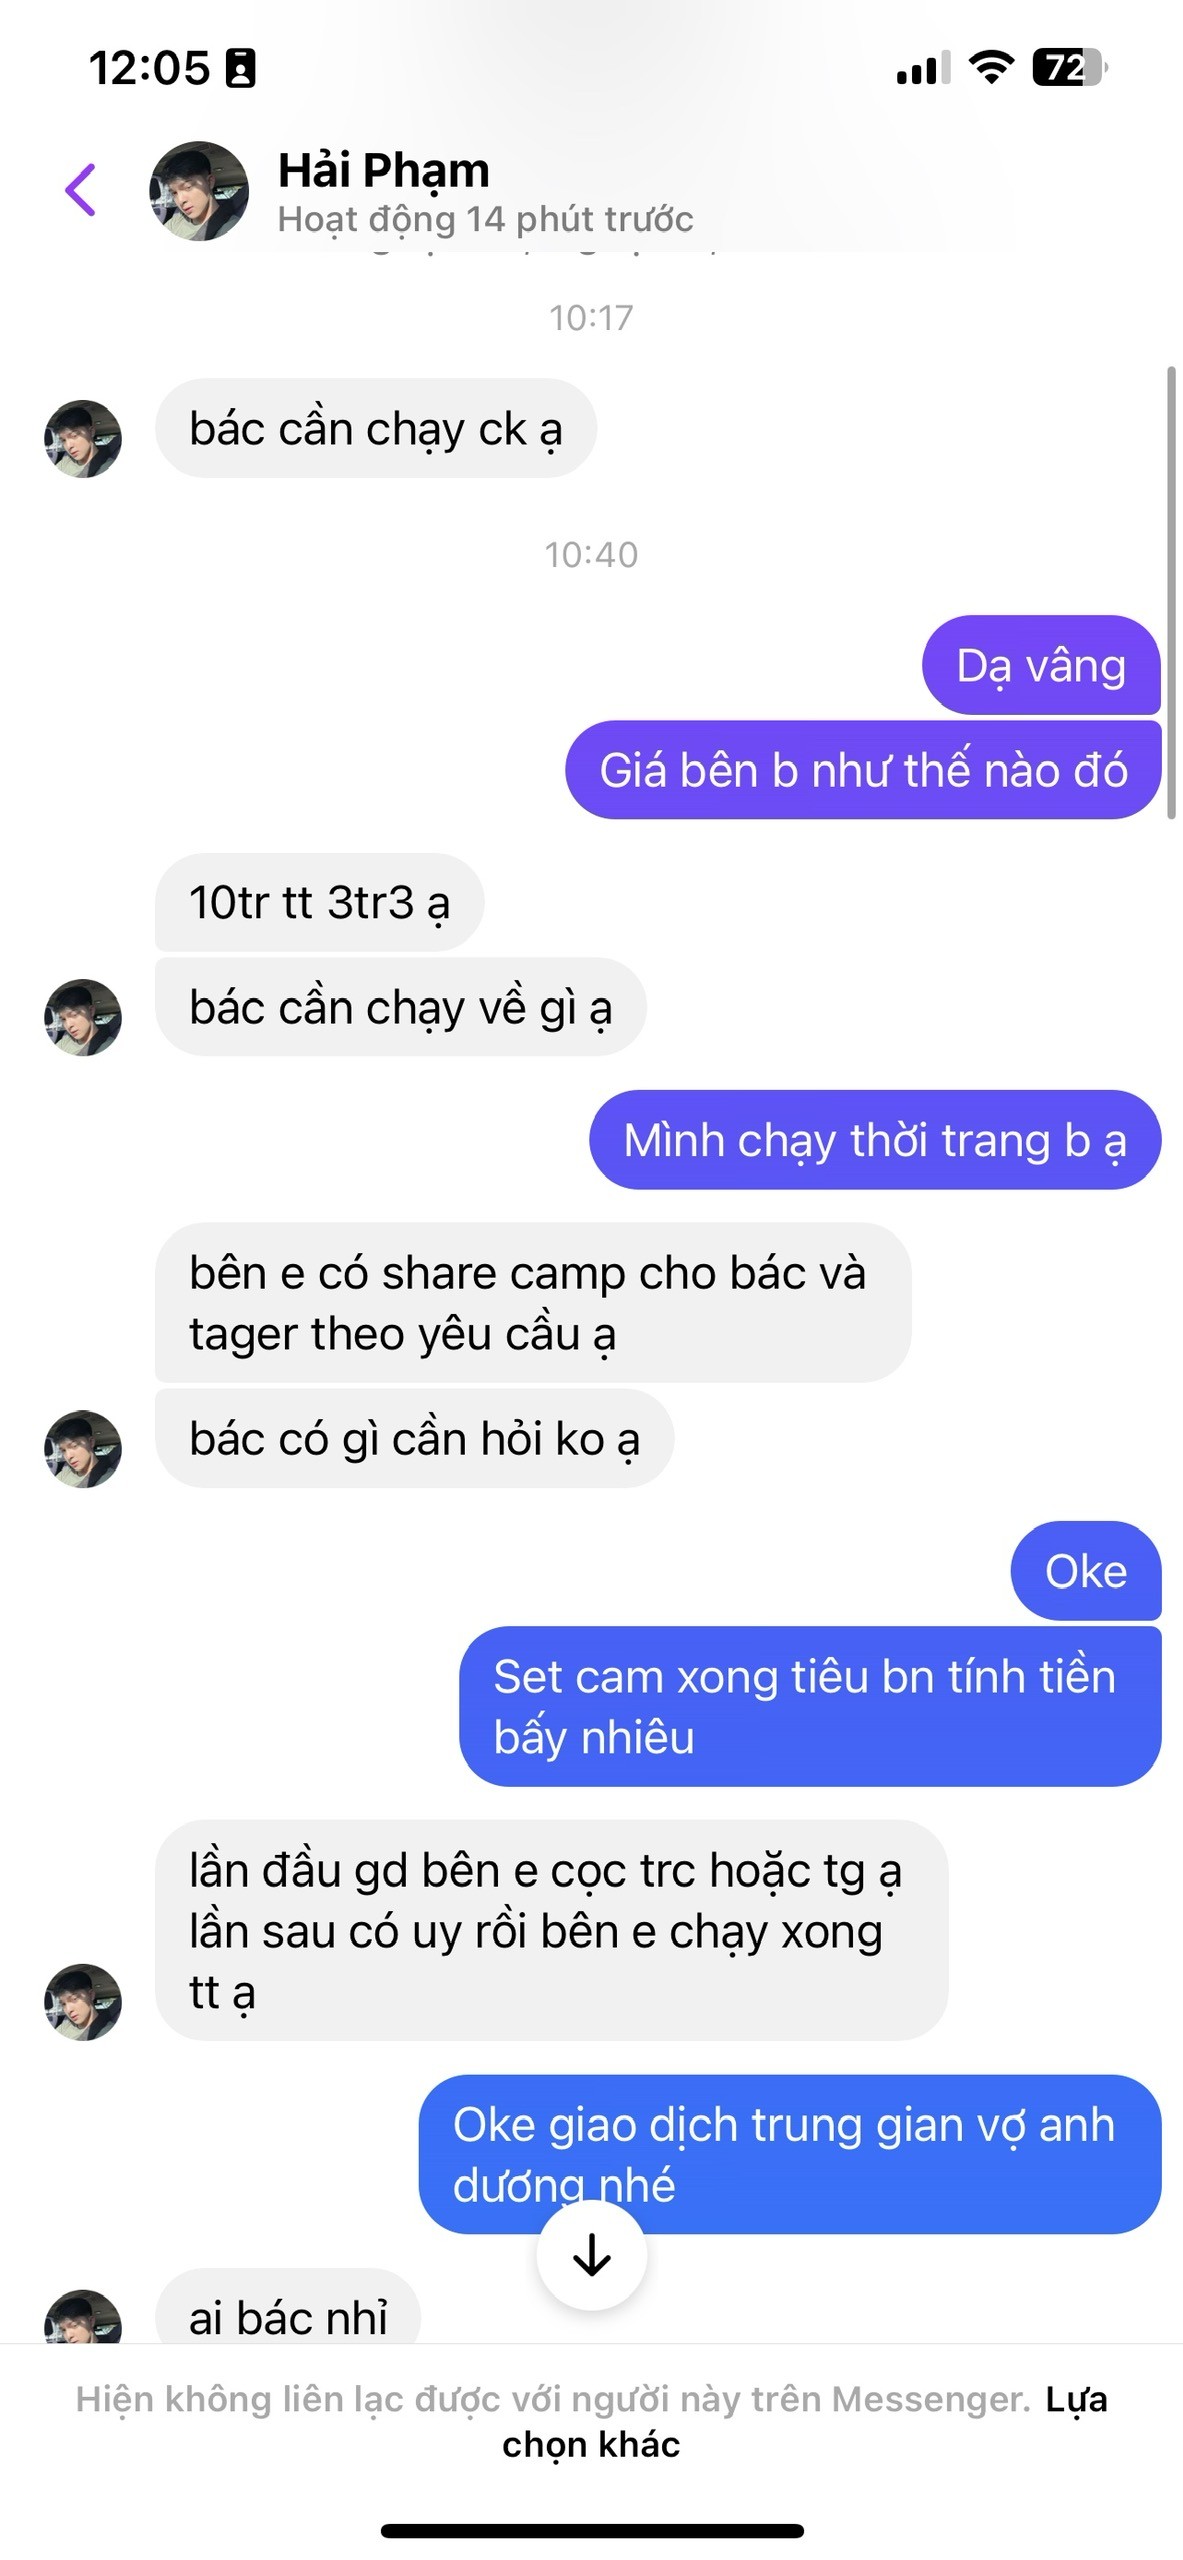 12:05
72
Hải Phạm
Hoạt động 14 phút trước
10:17
bác cần chạy ck ạ
10:40
Dạ vâng
Giá bên b như thế nào đó
10tr tt 3tr3 ạ
bác cần chạy về gì ạ
Mình chạy thời trang b ạ
bên e có share camp cho bác và
tager theo yêu cầu ạ
bác có gì cần hỏi ko ạ
Oke
Set cam xong tiêu bn tính tiền
bấy nhiêu
lần đầu gd bên e cọc trc hoặc tg ạ
lần sau có uy rồi bên e chạy xong
tt ạ
Oke giao dịch trung gian vợ anh
dương nhé
ai bác nhỉ
Hiện không liên lạc được với người này trên Messenger. Lựa
chọn khác